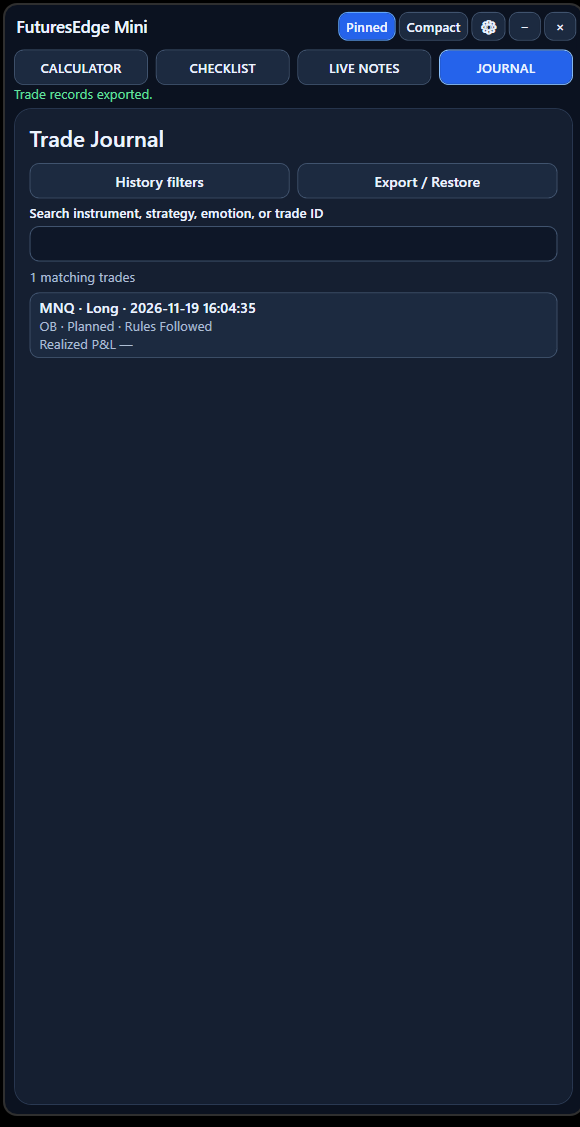 FuturesEdge Mini
Pinned
Compact
–
×
CALCULATOR
CHECKLIST
LIVE NOTES
JOURNAL
Trade records exported.
Trade Journal
History filters
Export / Restore
Search instrument, strategy, emotion, or trade ID
1 matching trades
MNQ · Long · 2026-11-19 16:04:35
OB · Planned · Rules Followed
Realized P&L —